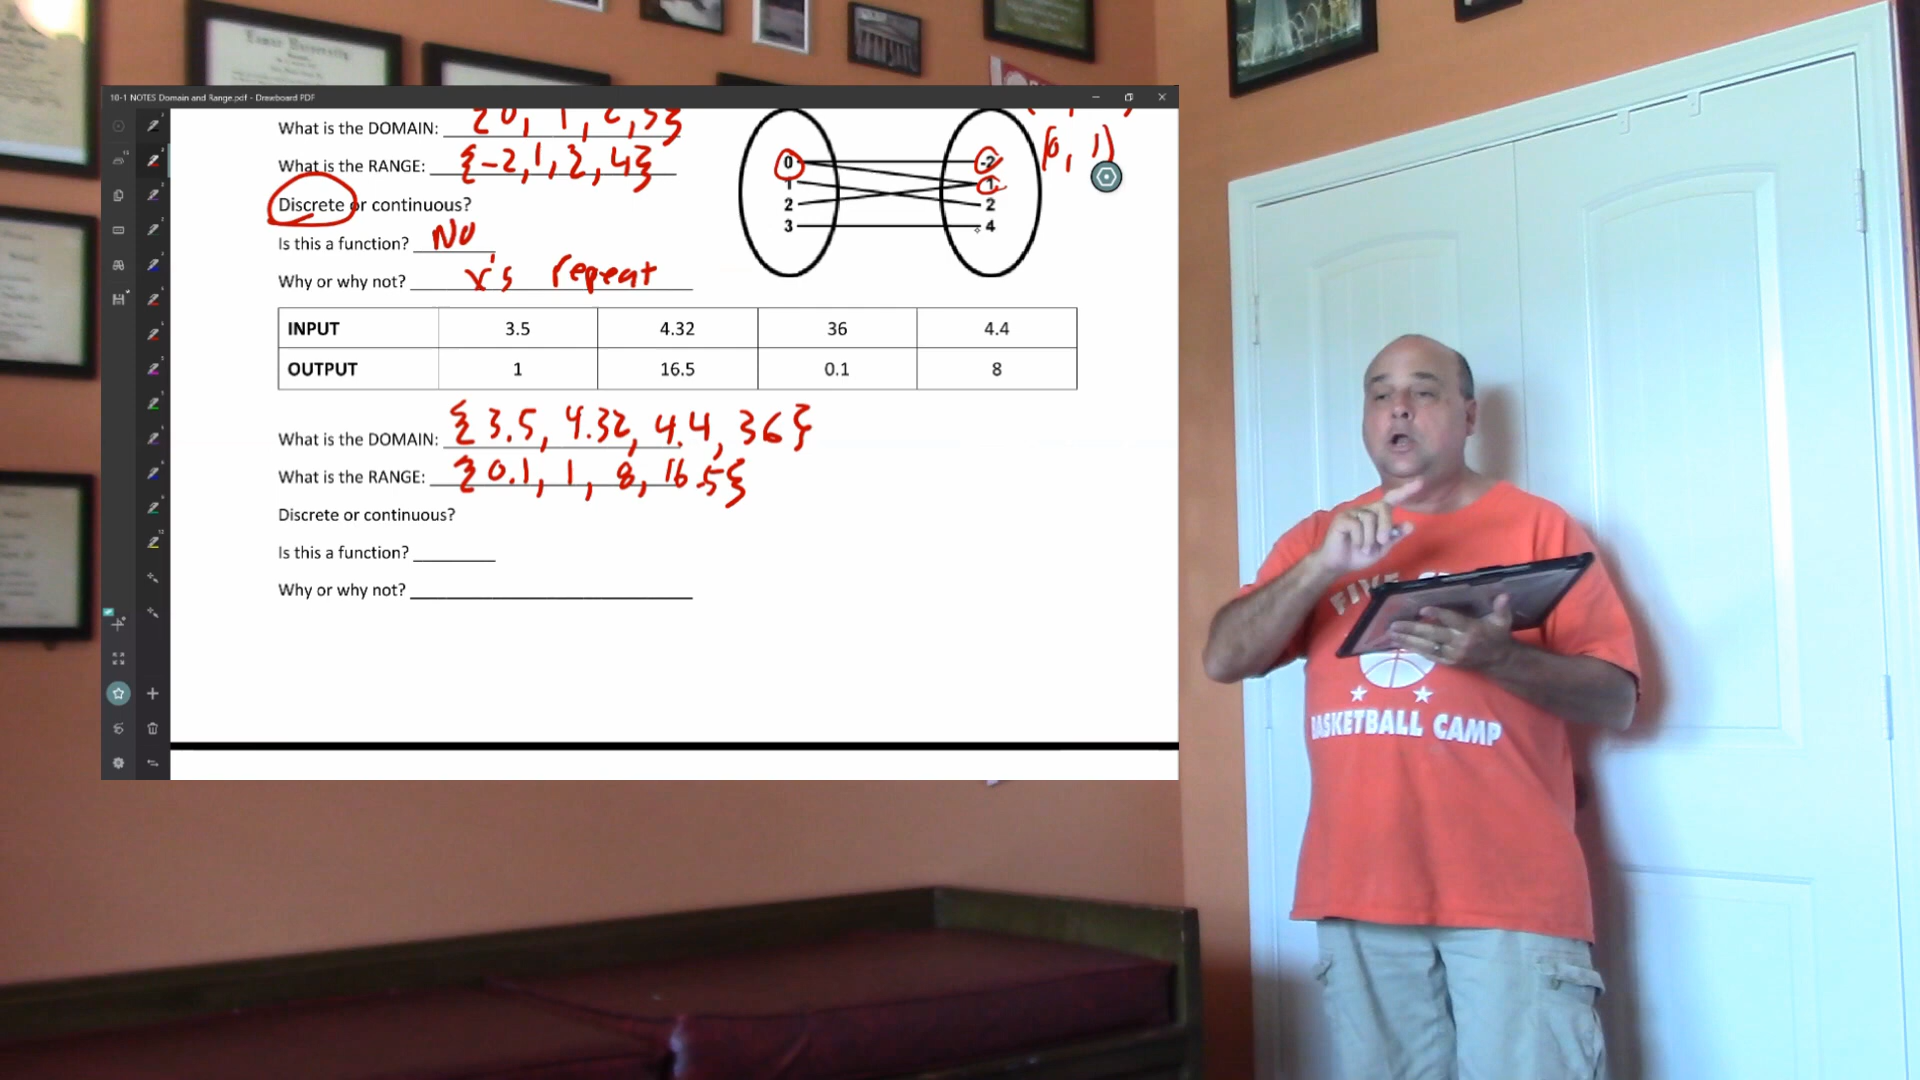 Lamar University
10-1 NOTES Domain and Range.pdf - Drawboard PDF
What is the DOMAIN: {0, 1, 2, 3}
What is the RANGE: {-2, 1, 2, 4}
Discrete or continuous?
Is this a function? No
Why or why not? x's repeat
0 -2
1 1
2 2
3 4
(0, 1)
INPUT 3.5 4.32 36 4.4
OUTPUT 1 16.5 0.1 8
What is the DOMAIN: {3.5, 4.32, 4.4, 36}
What is the RANGE: {0.1, 1, 8, 16.5}
Discrete or continuous?
Is this a function?
Why or why not?
BASKETBALL CAMP